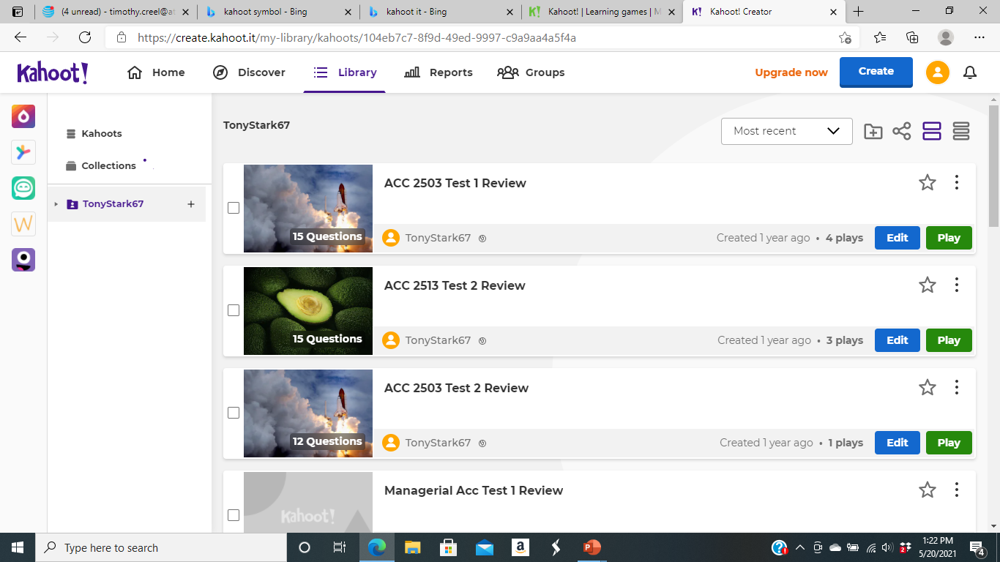 (4 unread) - timothy.creel@at
kahoot symbol - Bing
kahoot it - Bing
Kahoot! | Learning games | M
Kahoot! Creator
https://create.kahoot.it/my-library/kahoots/104eb7c7-8f9d-49ed-9997-c9a9aa4a5f4a
Kahoot!
Home
Discover
Library
Reports
Groups
Upgrade now
Create
Kahoots
Collections
TonyStark67 +
TonyStark67
Most recent
ACC 2503 Test 1 Review
15 Questions
TonyStark67
Created 1 year ago • 4 plays
Edit
Play
ACC 2513 Test 2 Review
15 Questions
TonyStark67
Created 1 year ago • 3 plays
Edit
Play
ACC 2503 Test 2 Review
12 Questions
TonyStark67
Created 1 year ago • 1 plays
Edit
Play
Managerial Acc Test 1 Review
Kahoot!
Type here to search
1:22 PM
5/20/2021
4